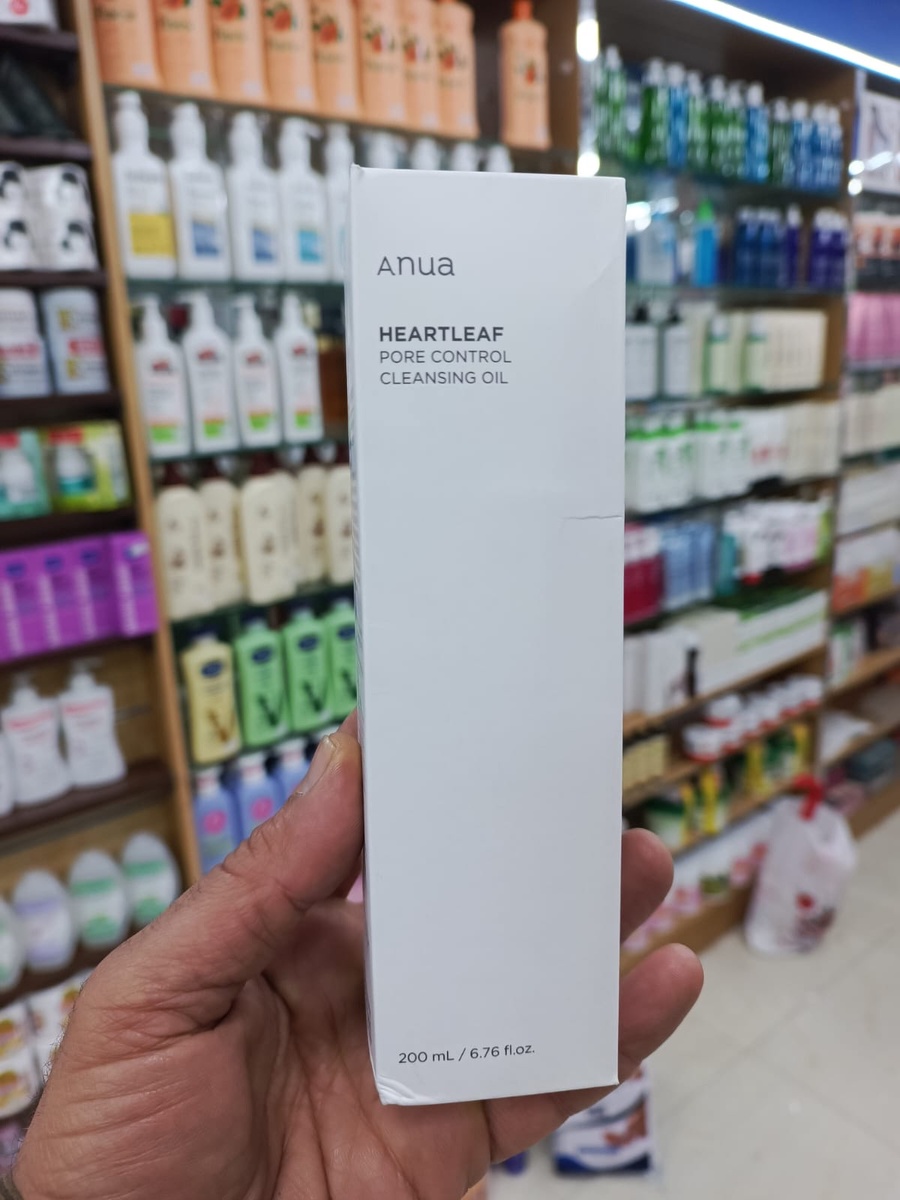 Anua
HEARTLEAF
PORE CONTROL
CLEANSING OIL
200 mL / 6.76 fl.oz.